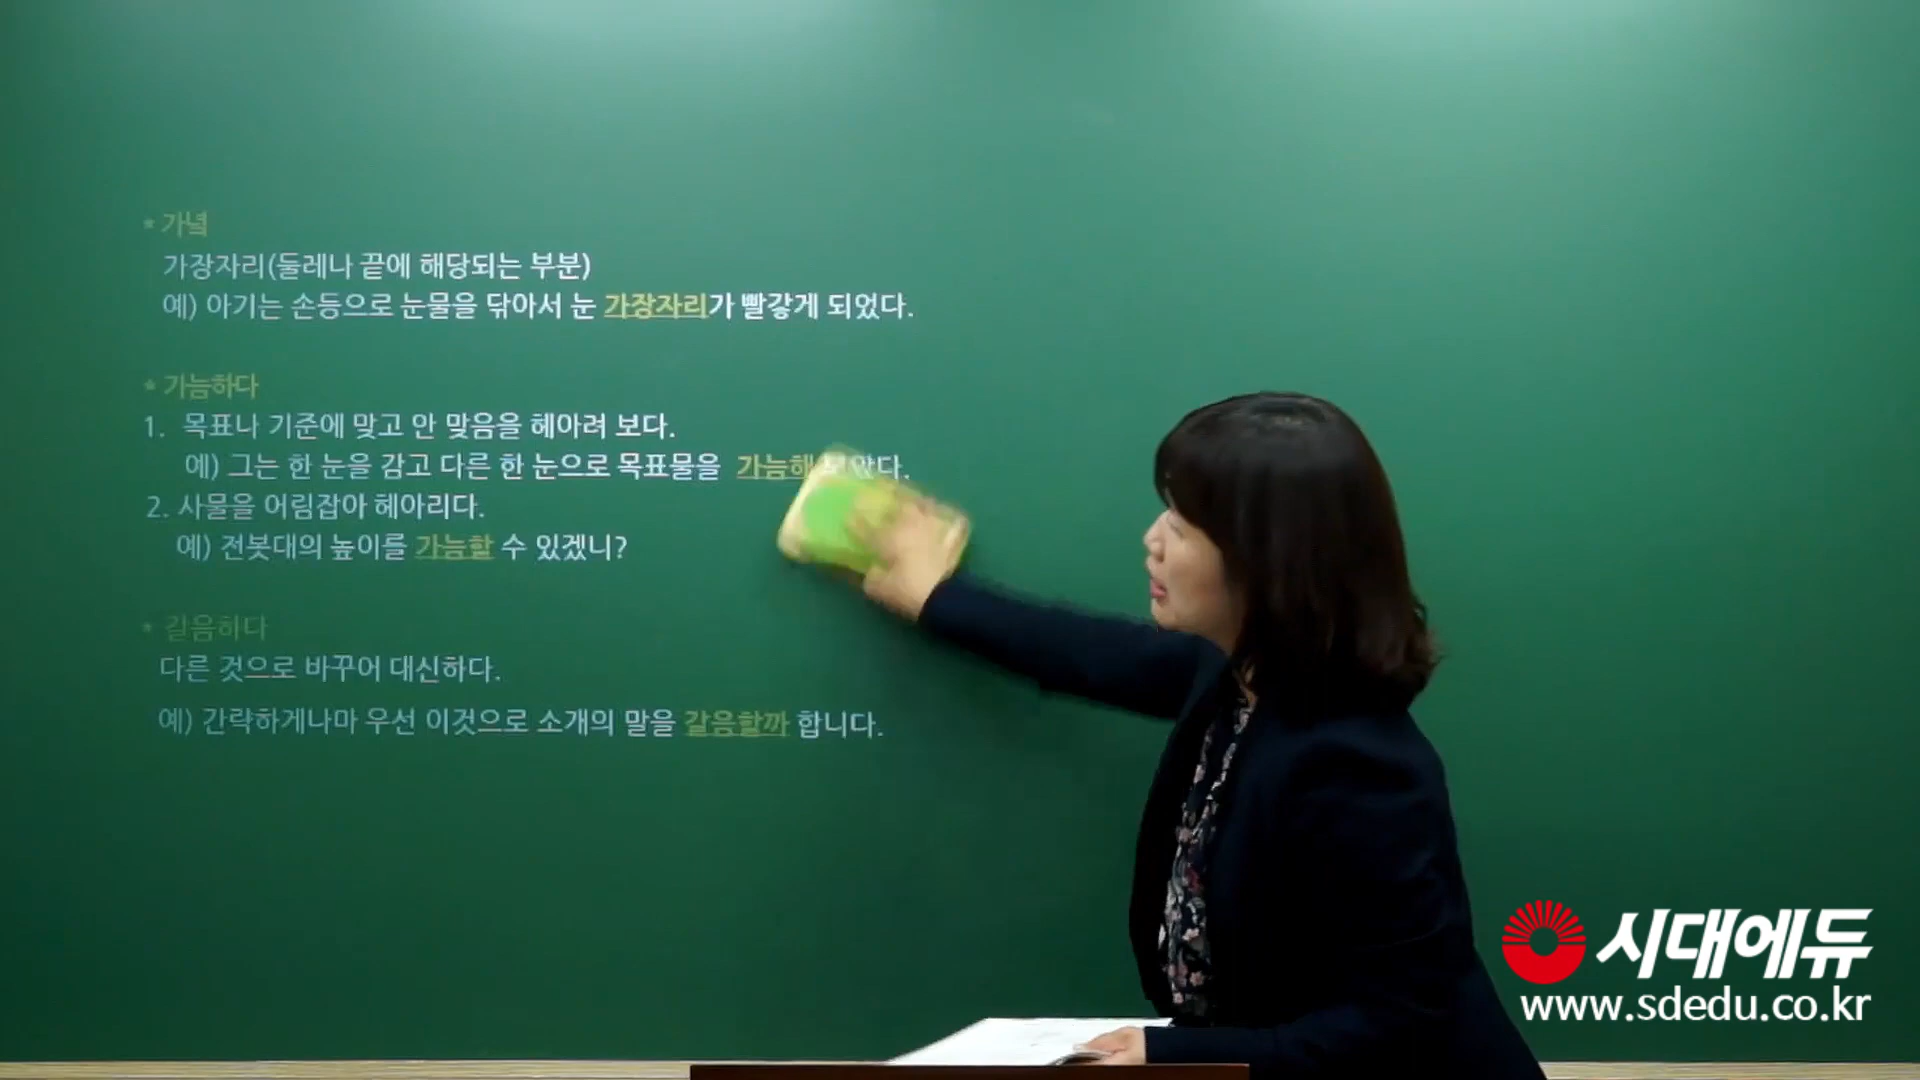 * 가녘
가장자리(둘레나 끝에 해당되는 부분)
예) 아기는 손등으로 눈물을 닦아서 눈 가장자리가 빨갛게 되었다.
* 가늠하다
1. 목표나 기준에 맞고 안 맞음을 헤아려 보다.
예) 그는 한 눈을 감고 다른 한 눈으로 목표물을 가늠해
2. 사물을 어림잡아 헤아리다.
예) 전봇대의 높이를 가늠할 수 있겠니?
* 갈음하다
다른 것으로 바꾸어 대신하다.
예) 간략하게나마 우선 이것으로 소개의 말을 갈음할까 합니다.
시대에듀
www.sdedu.co.kr